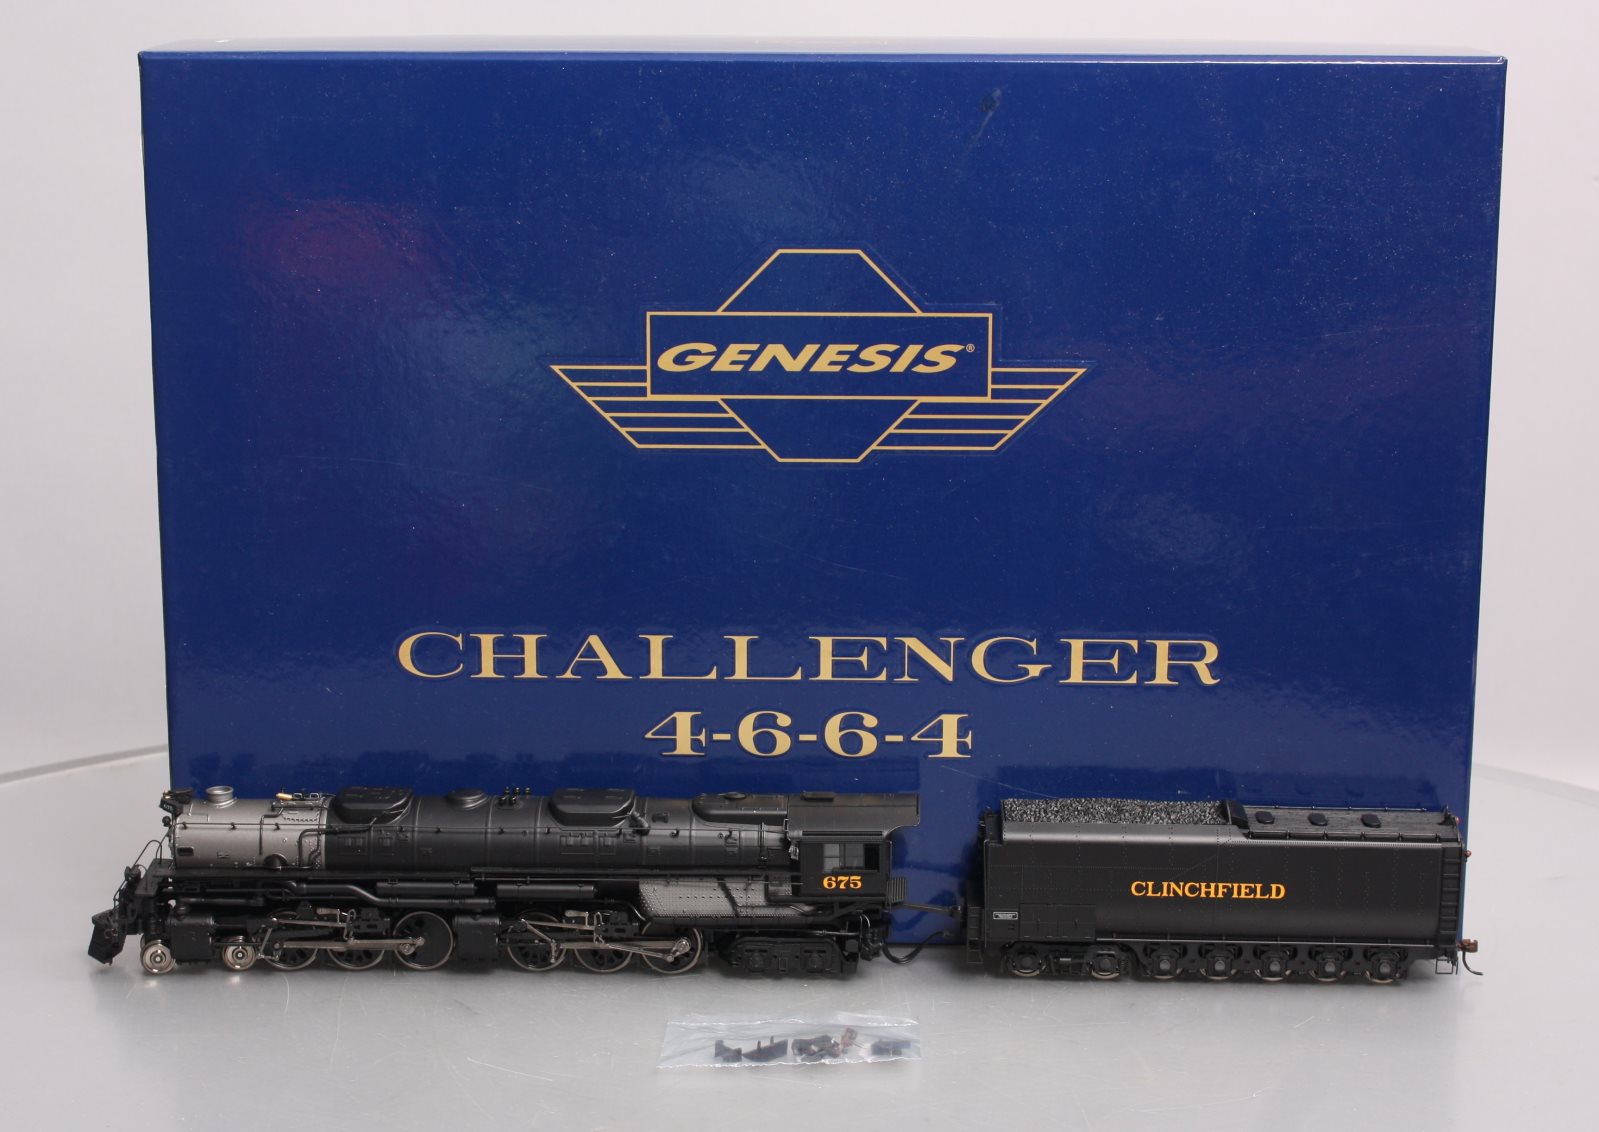 GENESIS®
CHALLENGER
4-6-6-4
675
CLINCHFIELD